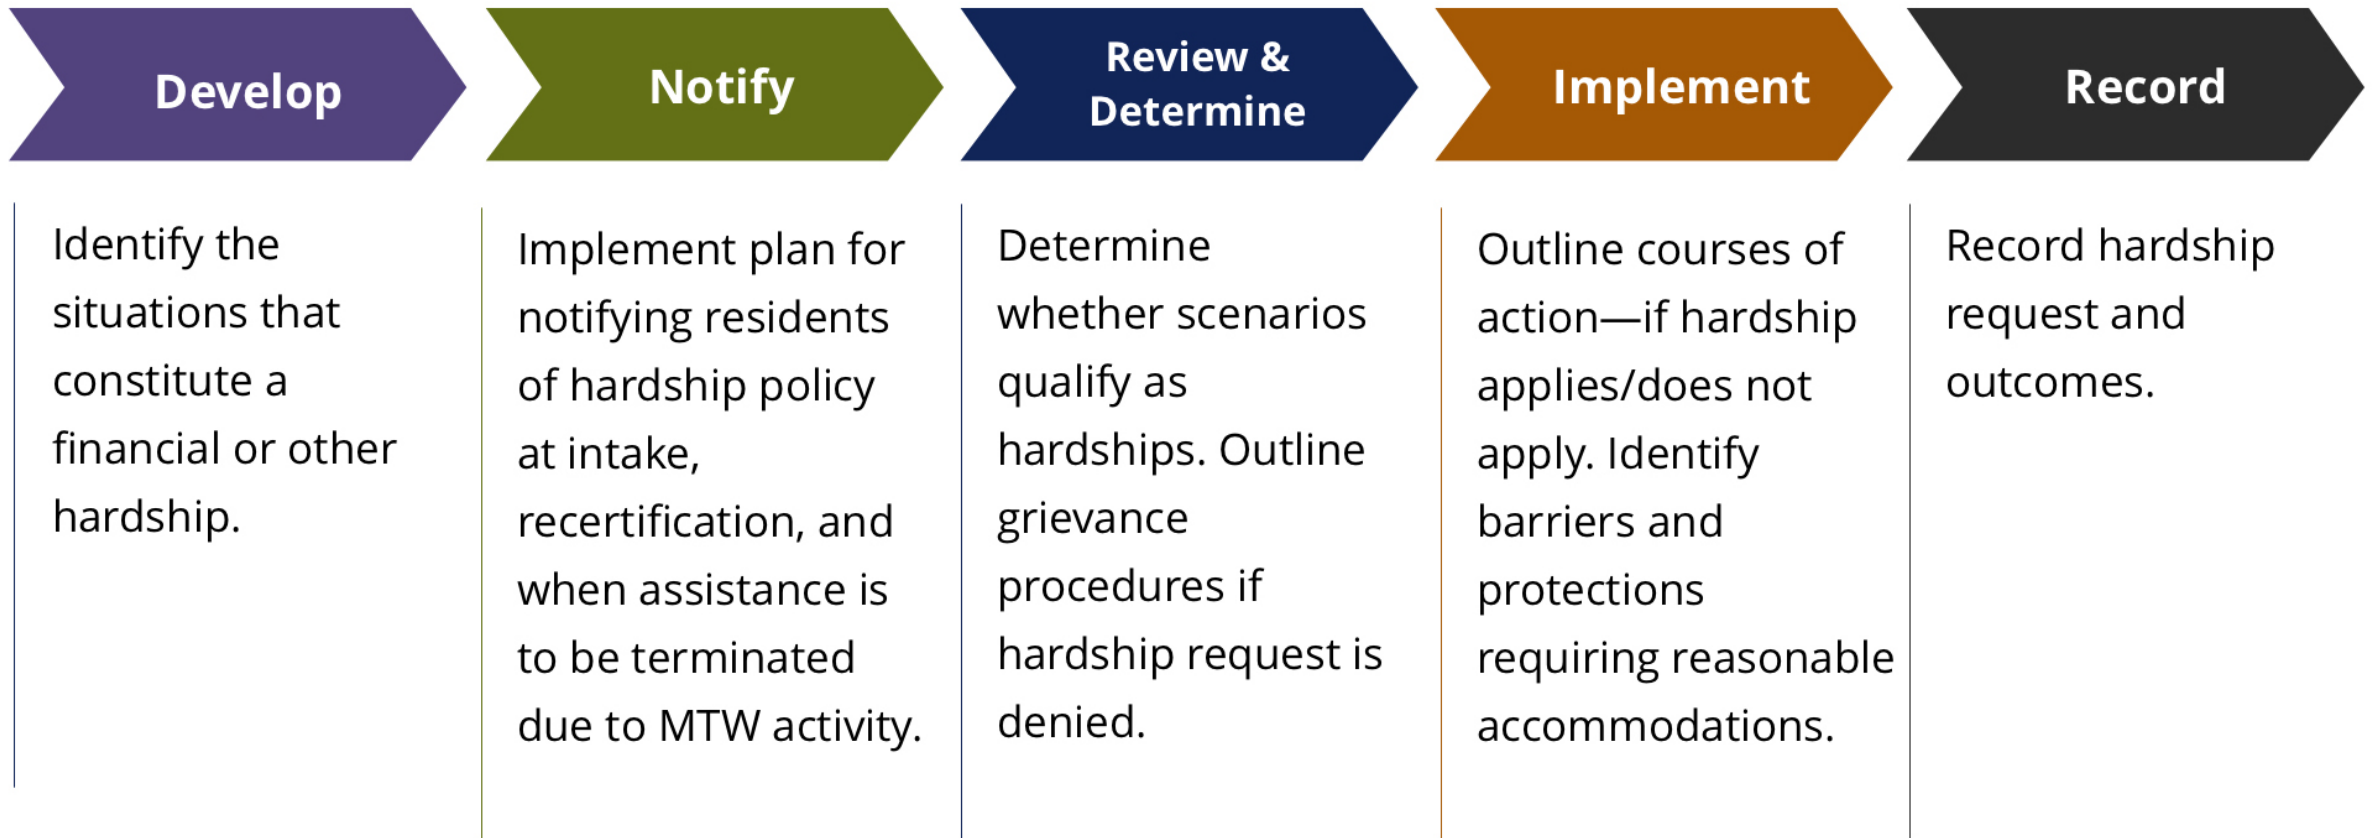 Develop
Notify
Review &
Determine
Implement
Record
Identify the
situations that
constitute a
financial or other
hardship.
Implement plan for
notifying residents
of hardship policy
at intake,
recertification, and
when assistance is
to be terminated
due to MTW activity.
Determine
whether scenarios
qualify as
hardships. Outline
grievance
procedures if
hardship request is
denied.
Outline courses of
action—if hardship
applies/does not
apply. Identify
barriers and
protections
requiring reasonable
accommodations.
Record hardship
request and
outcomes.